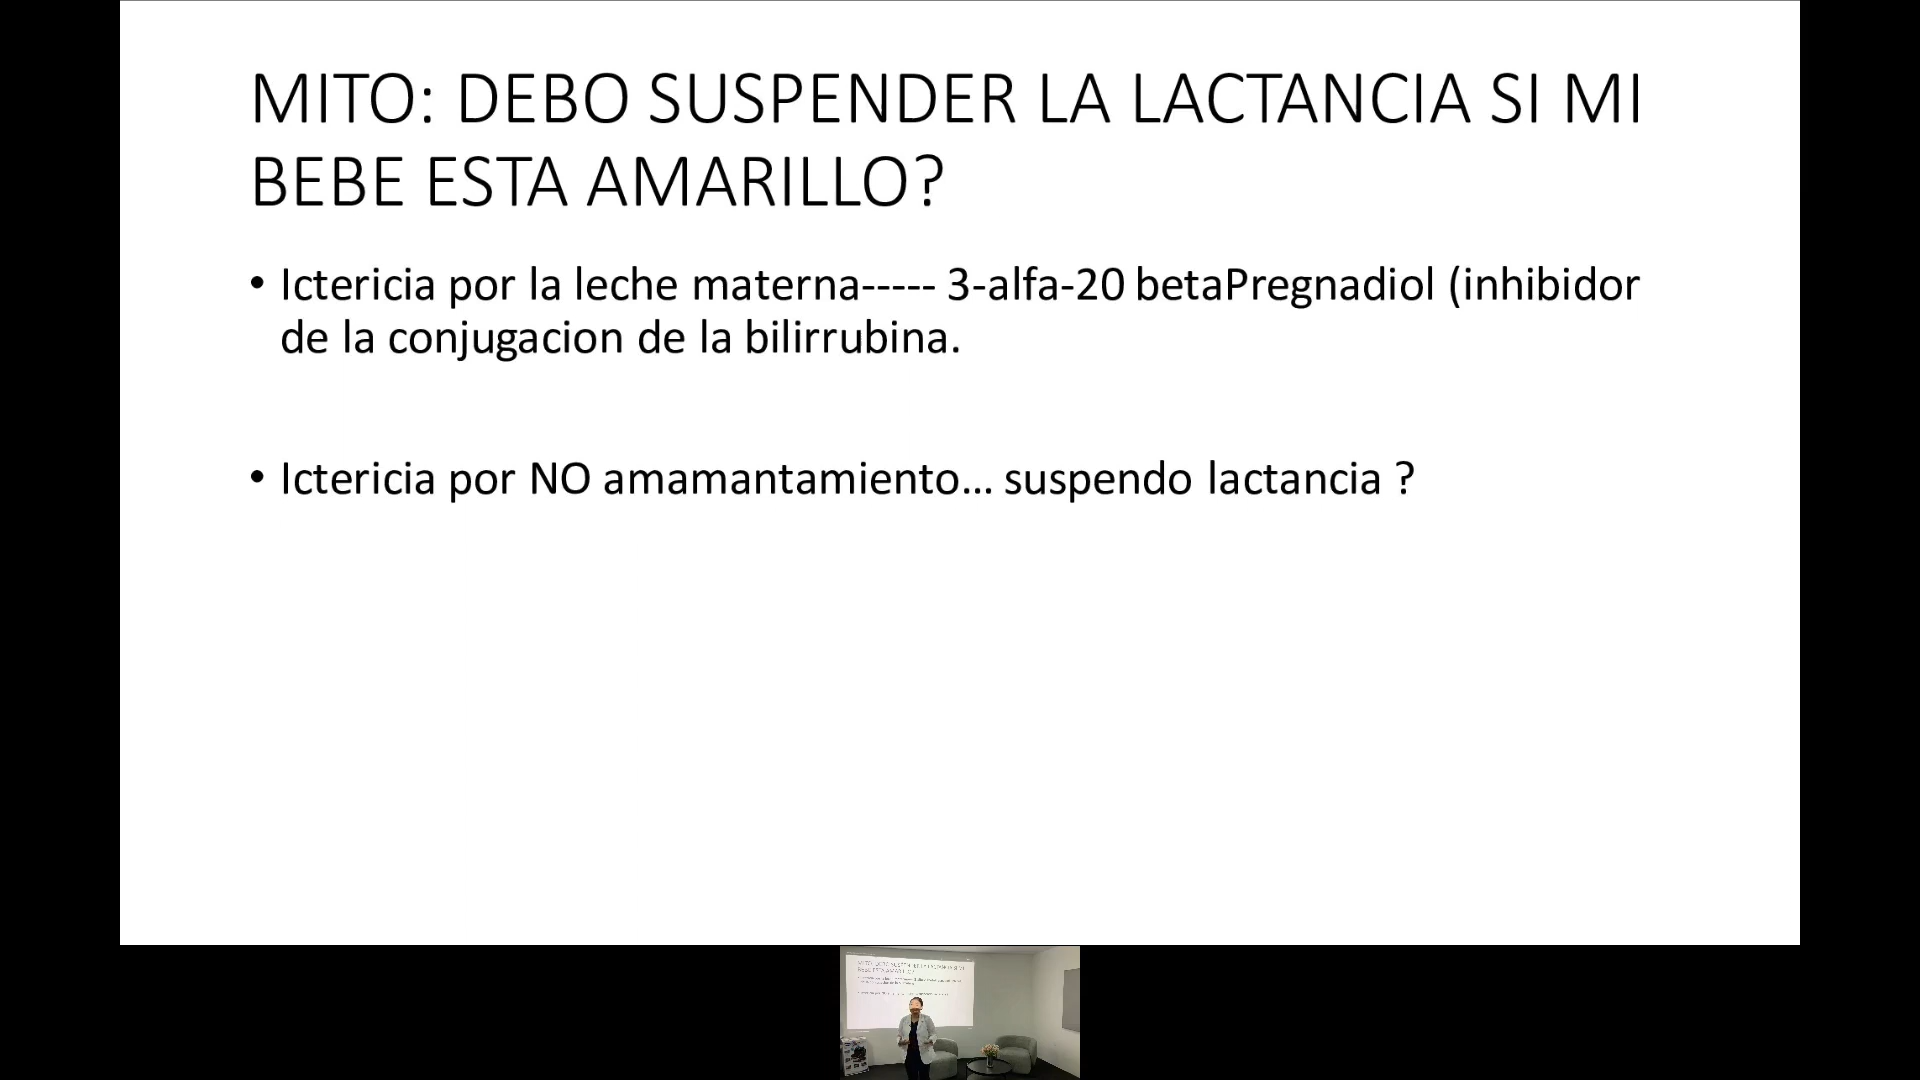 MITO: DEBO SUSPENDER LA LACTANCIA SI MI
BEBE ESTA AMARILLO?
• Ictericia por la leche materna----- 3-alfa-20 betaPregnadiol (inhibidor
de la conjugacion de la bilirrubina.
• Ictericia por NO amamantamiento... suspendo lactancia ?